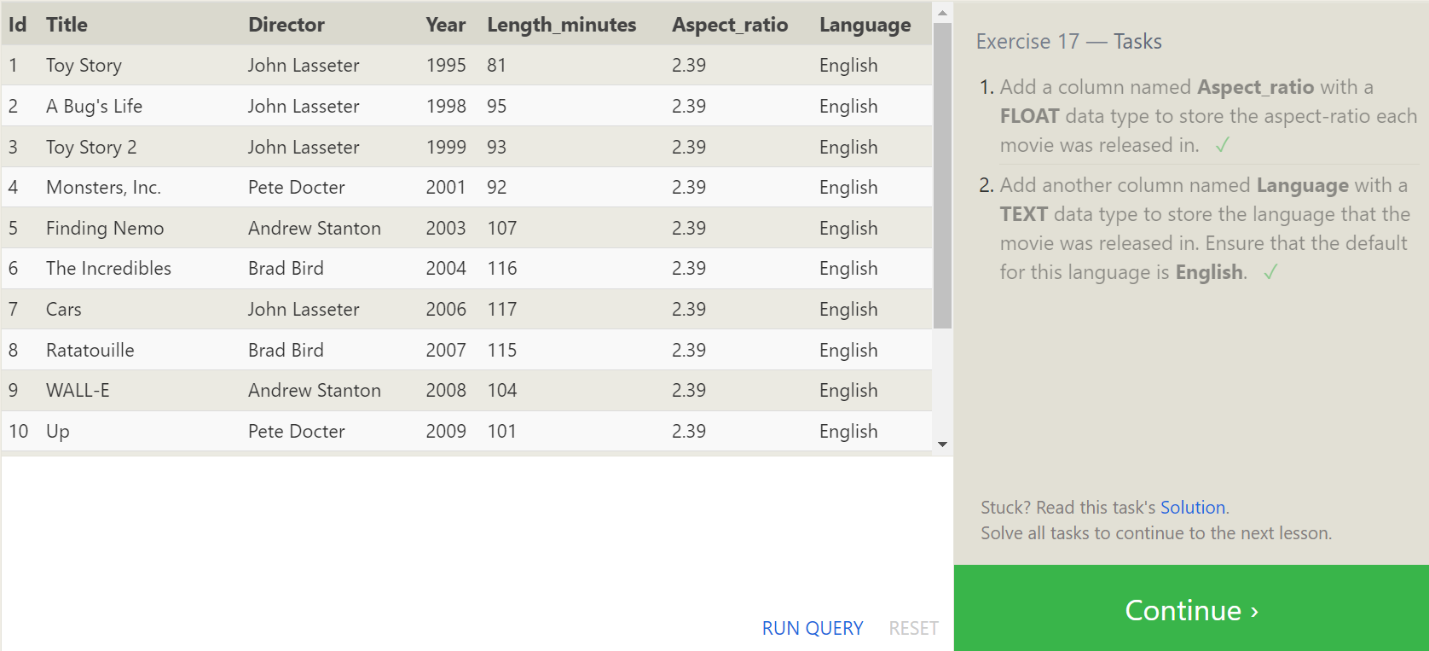 Id Title Director Year Length_minutes Aspect_ratio Language
1 Toy Story John Lasseter 1995 81 2.39 English
2 A Bug's Life John Lasseter 1998 95 2.39 English
3 Toy Story 2 John Lasseter 1999 93 2.39 English
4 Monsters, Inc. Pete Docter 2001 92 2.39 English
5 Finding Nemo Andrew Stanton 2003 107 2.39 English
6 The Incredibles Brad Bird 2004 116 2.39 English
7 Cars John Lasseter 2006 117 2.39 English
8 Ratatouille Brad Bird 2007 115 2.39 English
9 WALL-E Andrew Stanton 2008 104 2.39 English
10 Up Pete Docter 2009 101 2.39 English
RUN QUERY RESET
Exercise 17 — Tasks
1. Add a column named Aspect_ratio with a
FLOAT data type to store the aspect-ratio each
movie was released in. ✓
2. Add another column named Language with a
TEXT data type to store the language that the
movie was released in. Ensure that the default
for this language is English. ✓
Stuck? Read this task's Solution.
Solve all tasks to continue to the next lesson.
Continue ›